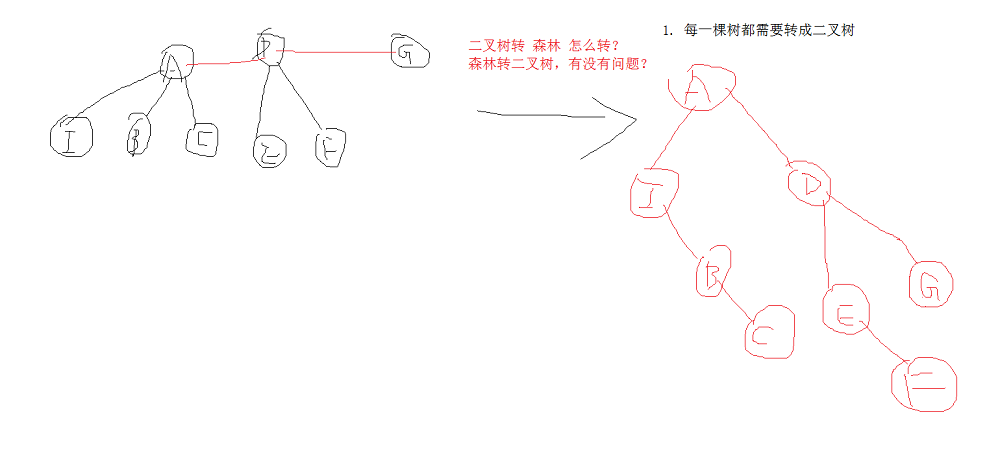 1. 每一棵树都需要转成二叉树
二叉树转 森林 怎么转？
森林转二叉树，有没有问题？
A D G
I B C E F
A
I D
B G
C E
F